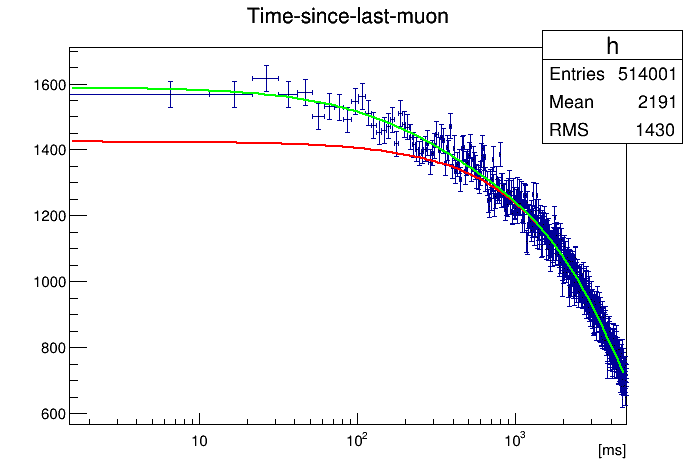 Time-since-last-muon
h
Entries 514001
Mean 2191
RMS 1430
1600
1400
1200
1000
800
600
10
10²
10³
[ms]